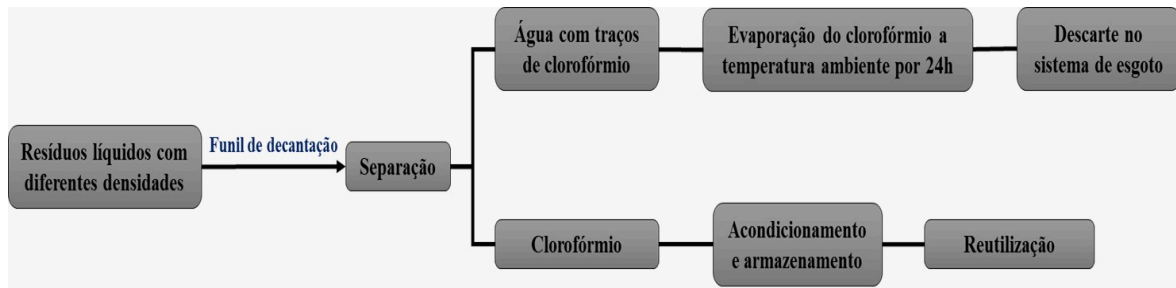 Resíduos líquidos com
diferentes densidades
Funil de decantação
Separação
Água com traços
de clorofórmio
Evaporação do clorofórmio a
temperatura ambiente por 24h
Descarte no
sistema de esgoto
Clorofórmio
Acondicionamento
e armazenamento
Reutilização